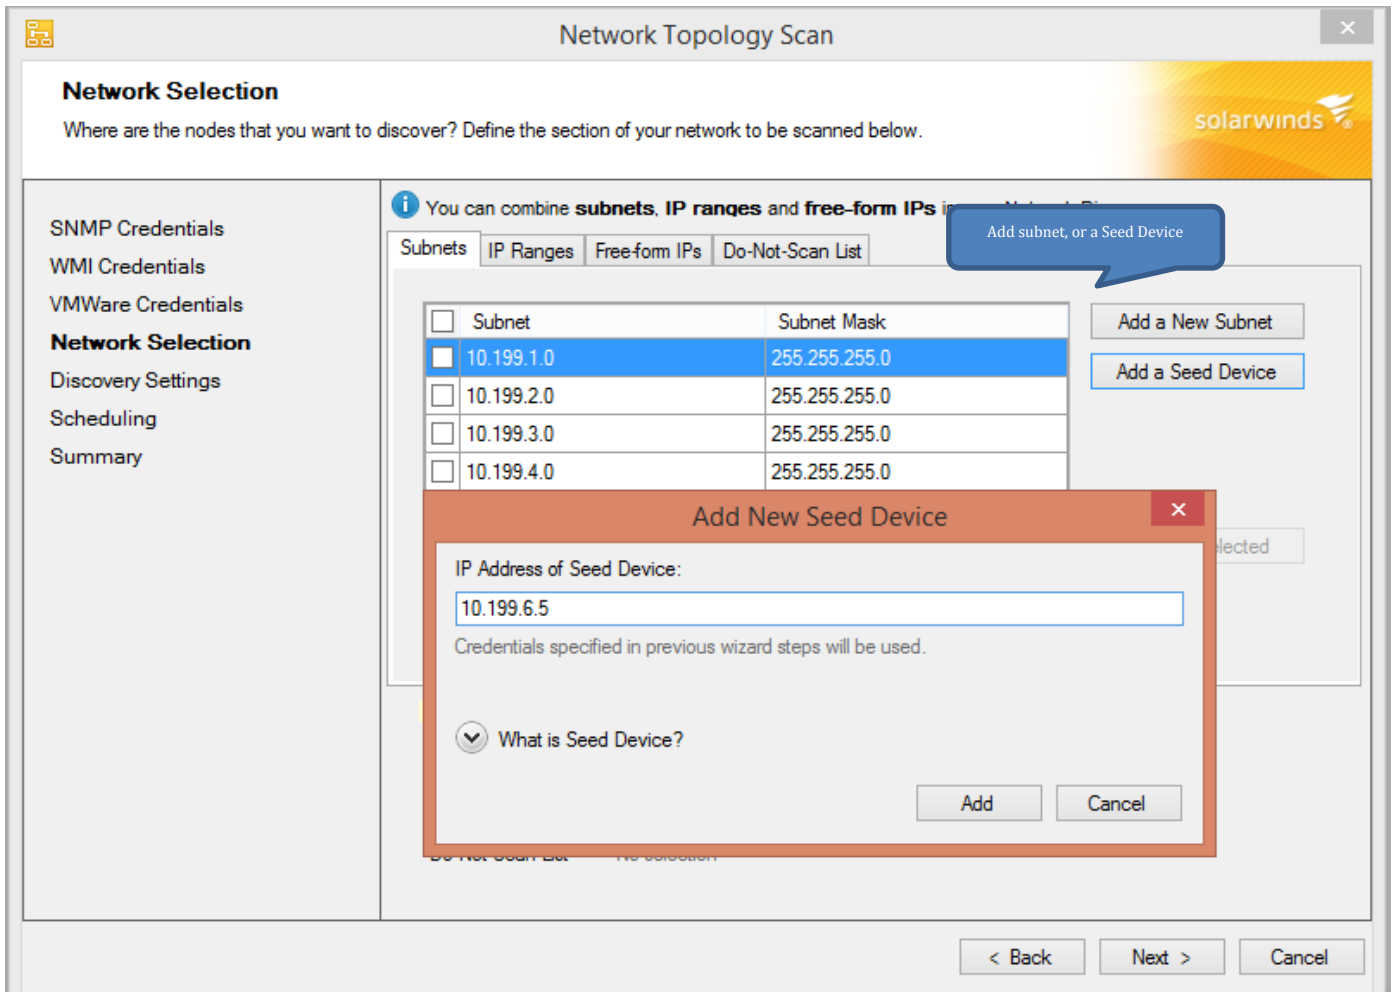 Network Topology Scan
Network Selection
Where are the nodes that you want to discover? Define the section of your network to be scanned below.
solarwinds
SNMP Credentials
WMI Credentials
VMWare Credentials
Network Selection
Discovery Settings
Scheduling
Summary
You can combine subnets, IP ranges and free-form IPs
Add subnet, or a Seed Device
Subnets IP Ranges Free-form IPs Do-Not-Scan List
Subnet Subnet Mask
10.199.1.0 255.255.255.0
10.199.2.0 255.255.255.0
10.199.3.0 255.255.255.0
10.199.4.0 255.255.255.0
Add a New Subnet
Add a Seed Device
Add New Seed Device
IP Address of Seed Device:
10.199.6.5
Credentials specified in previous wizard steps will be used.
What is Seed Device?
Add Cancel
< Back Next > Cancel